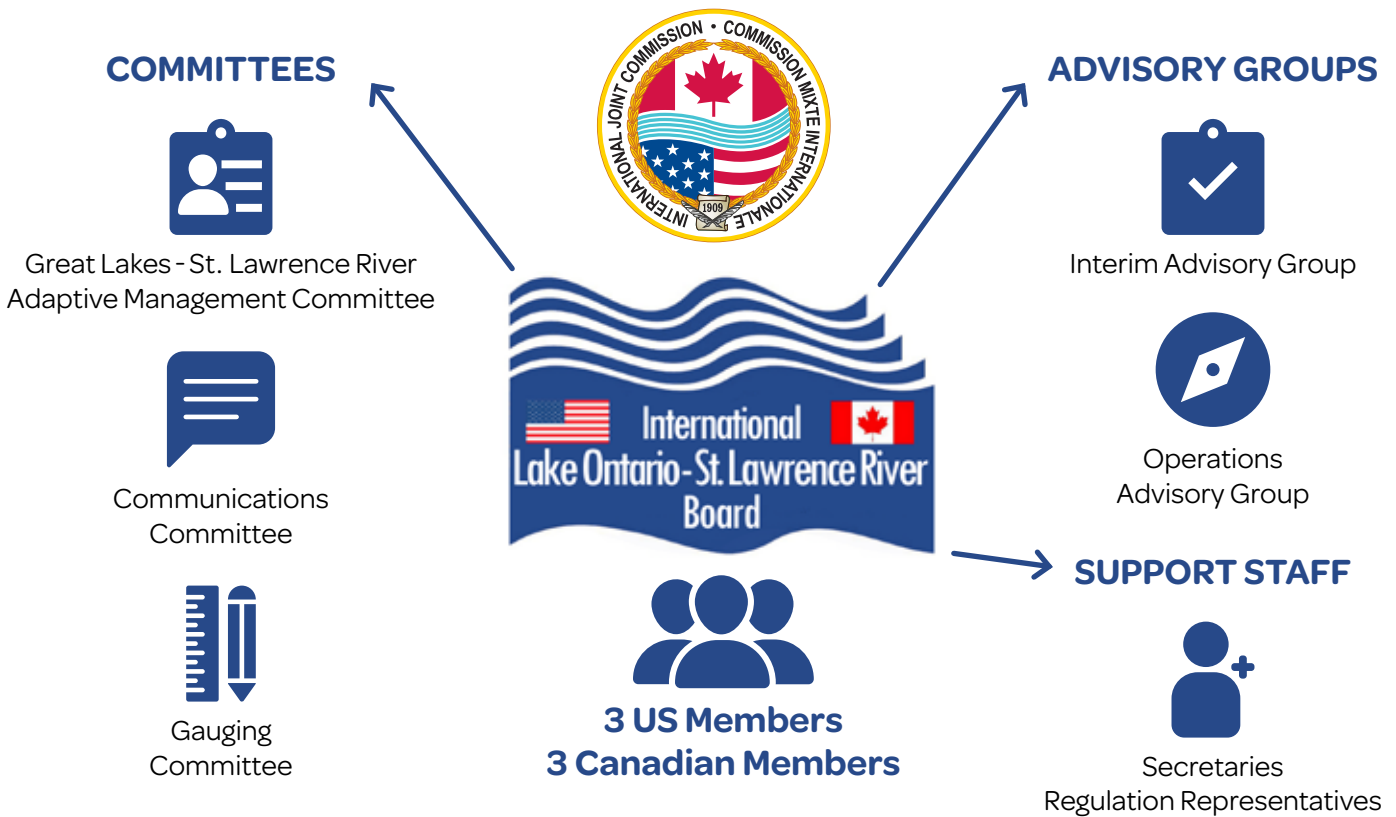 COMMITTEES
Great Lakes - St. Lawrence River
Adaptive Management Committee
Communications
Committee
Gauging
Committee
INTERNATIONAL JOINT COMMISSION • COMMISSION MIXTE INTERNATIONALE
1909
International
Lake Ontario - St. Lawrence River
Board
3 US Members
3 Canadian Members
ADVISORY GROUPS
Interim Advisory Group
Operations
Advisory Group
SUPPORT STAFF
Secretaries
Regulation Representatives